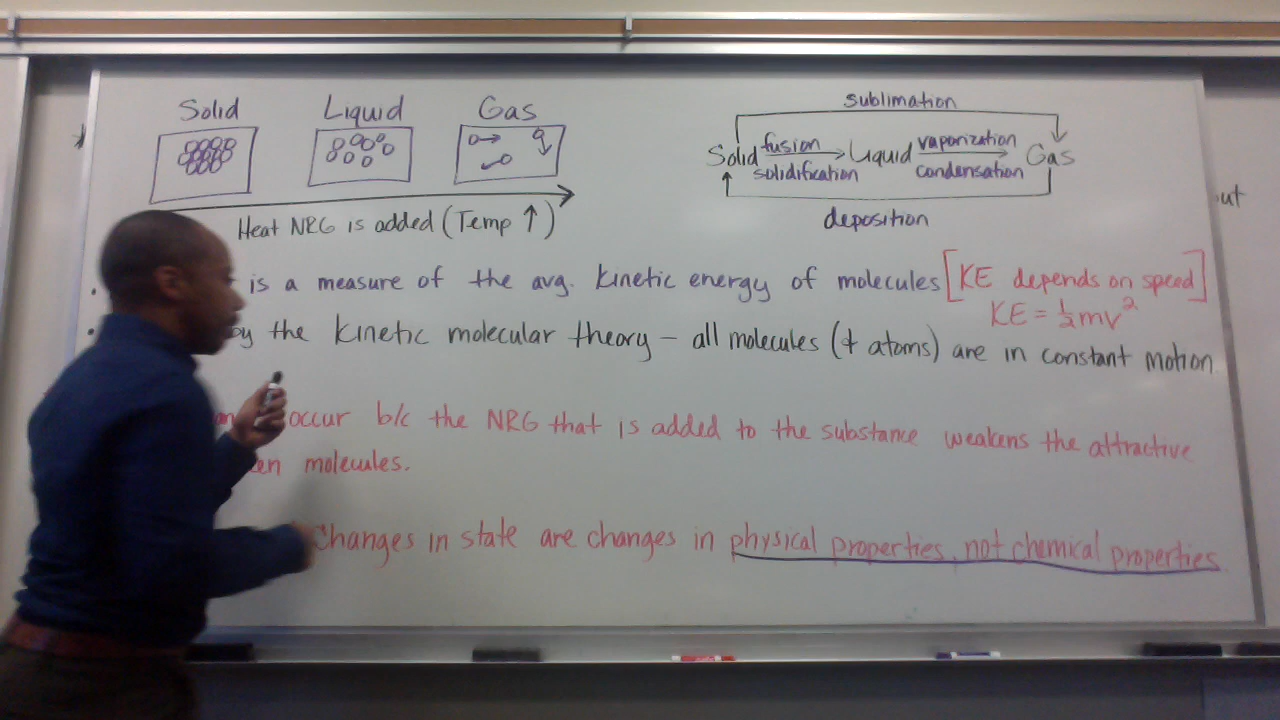 Solid Liquid Gas
Heat NRG is added (Temp ↑)
sublimation
Solid fusion Liquid vaporization Gas
solidification condensation
deposition
is a measure of the avg. kinetic energy of molecules [KE depends on speed]
KE = ½mv²
by the kinetic molecular theory – all molecules (+ atoms) are in constant motion.
occur b/c the NRG that is added to the substance weakens the attractive
molecules.
Changes in state are changes in physical properties, not chemical properties.
ut